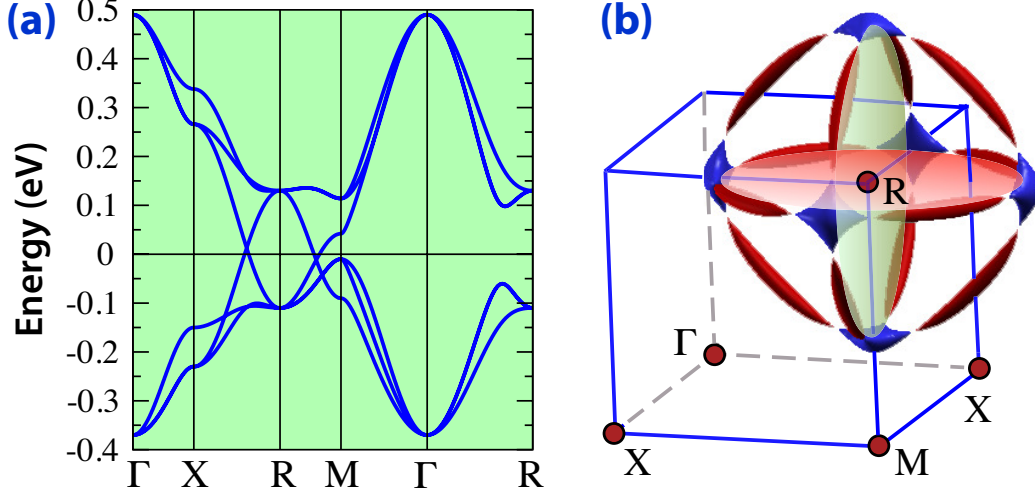 (a)
Energy (eV)
0.5
0.4
0.3
0.2
0.1
0
-0.1
-0.2
-0.3
-0.4
Γ X R M Γ R
(b)
R
Γ
X
X
M